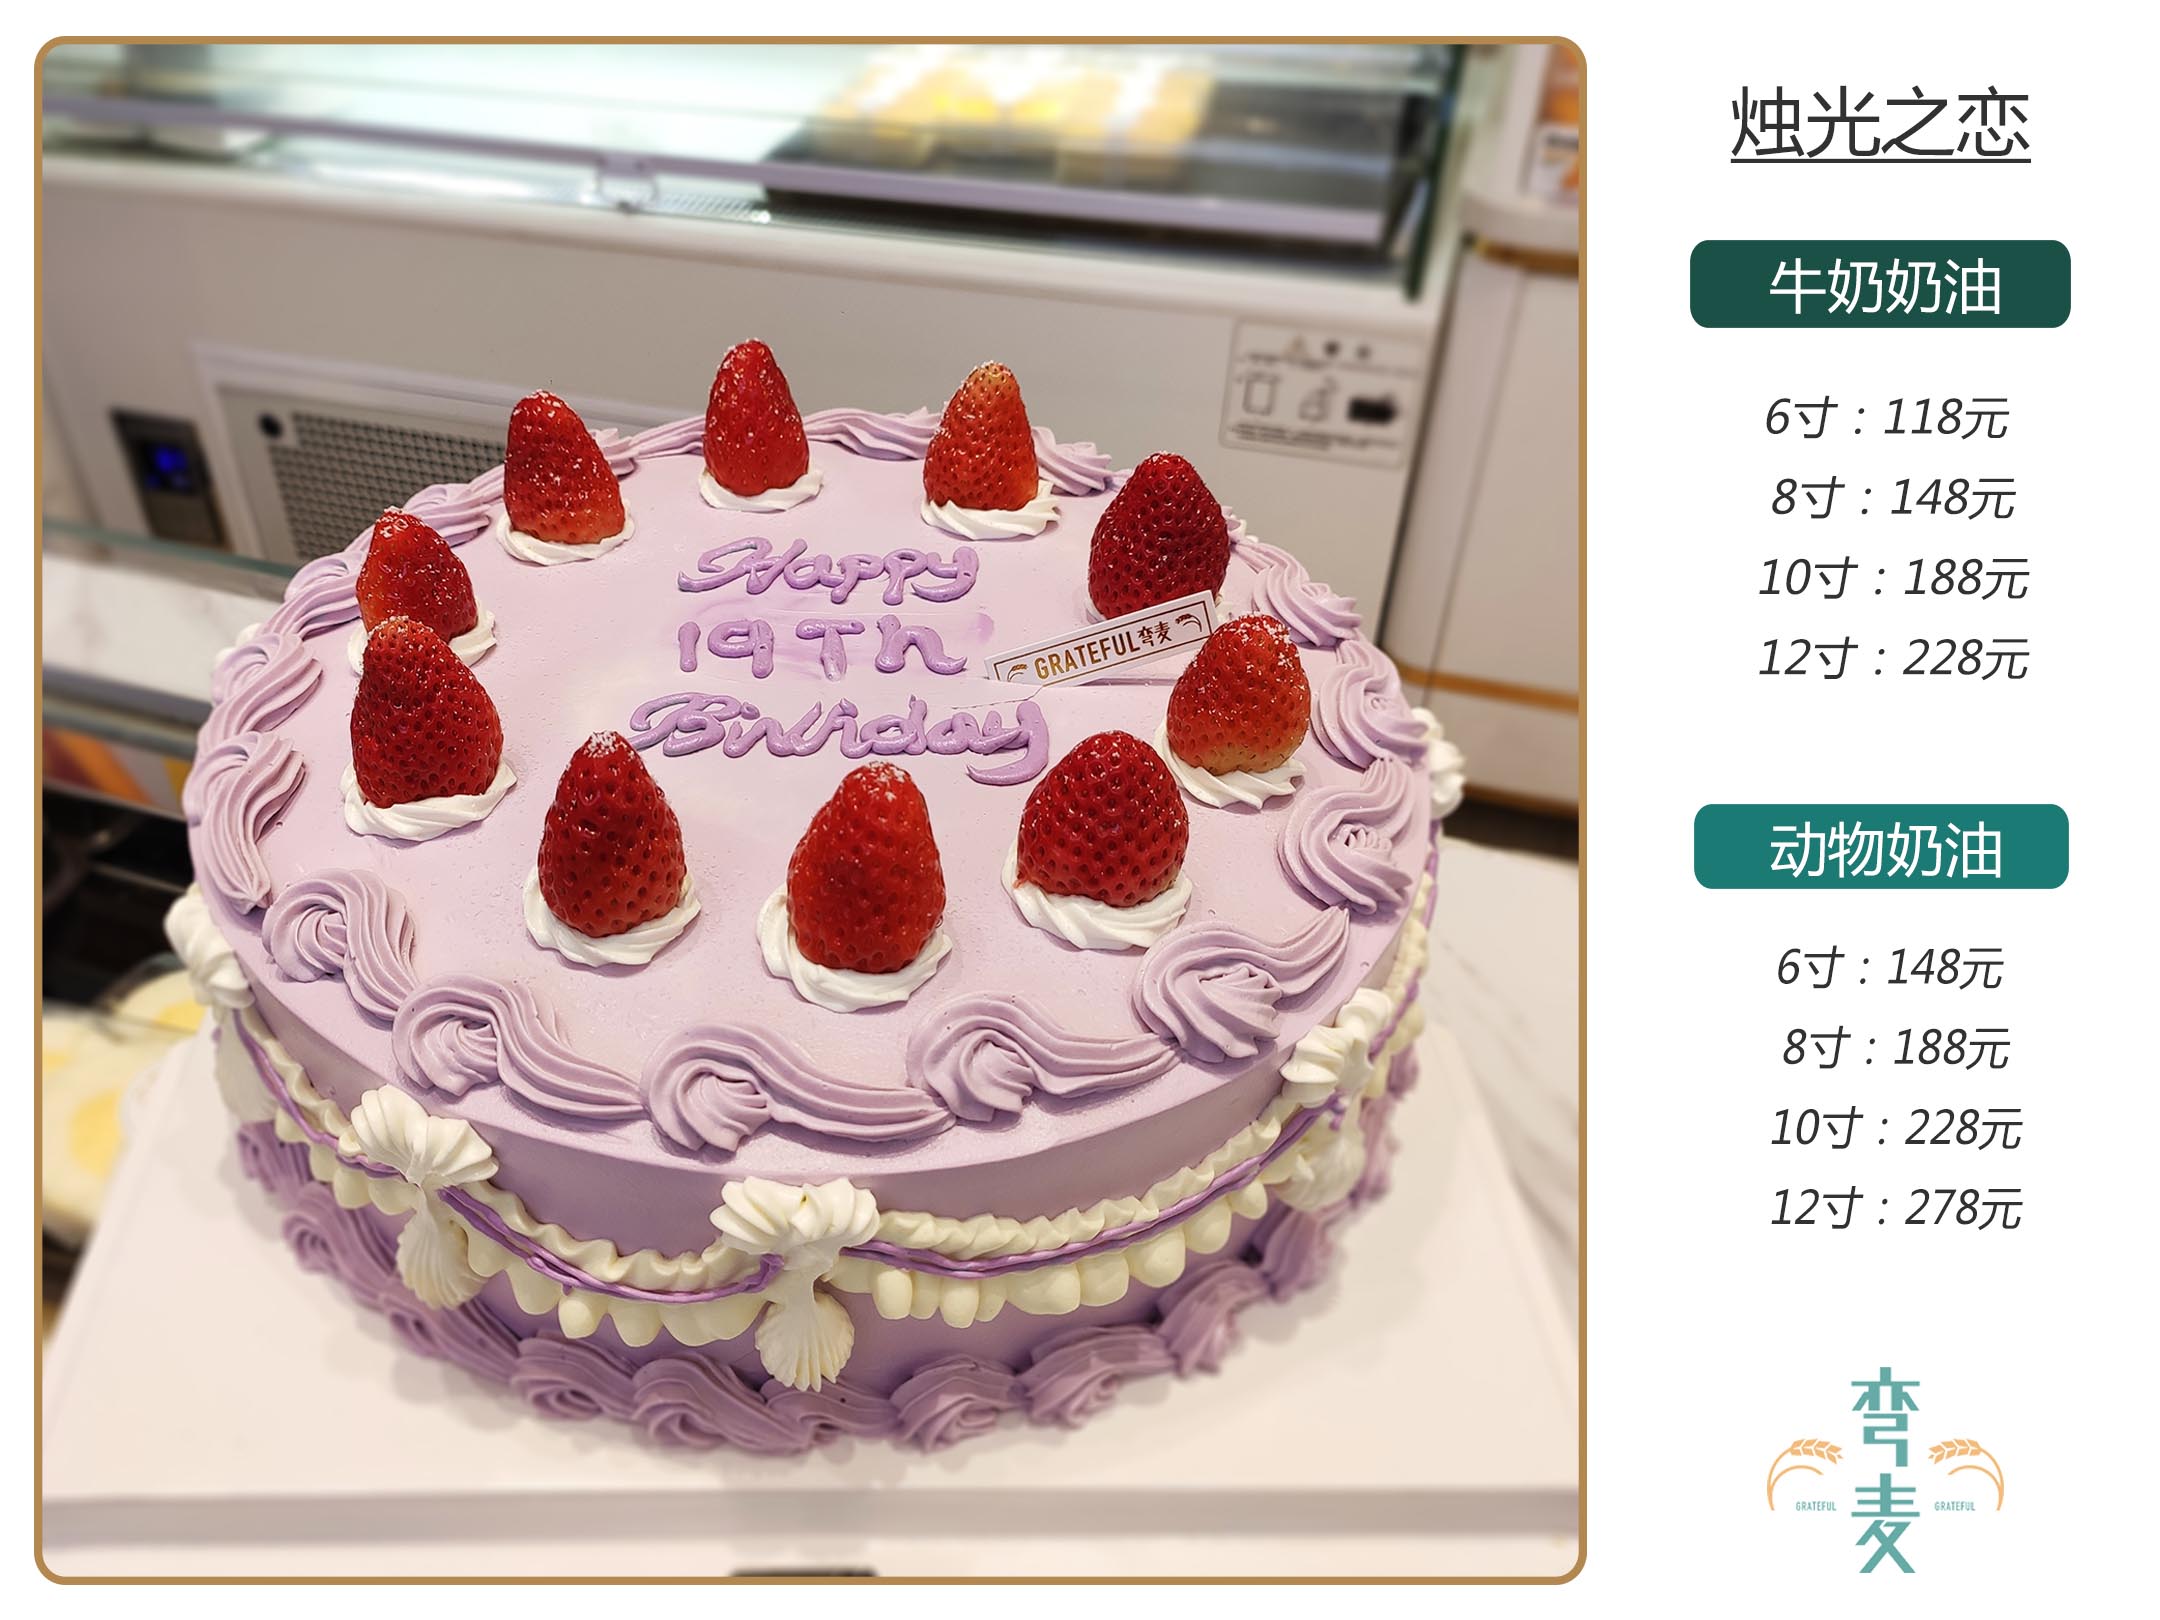 Happy
19Th
Birthday
GRATEFUL弯麦
烛光之恋
牛奶奶油
6寸：118元
8寸：148元
10寸：188元
12寸：228元
动物奶油
6寸：148元
8寸：188元
10寸：228元
12寸：278元
弯麦
GRATEFUL GRATEFUL